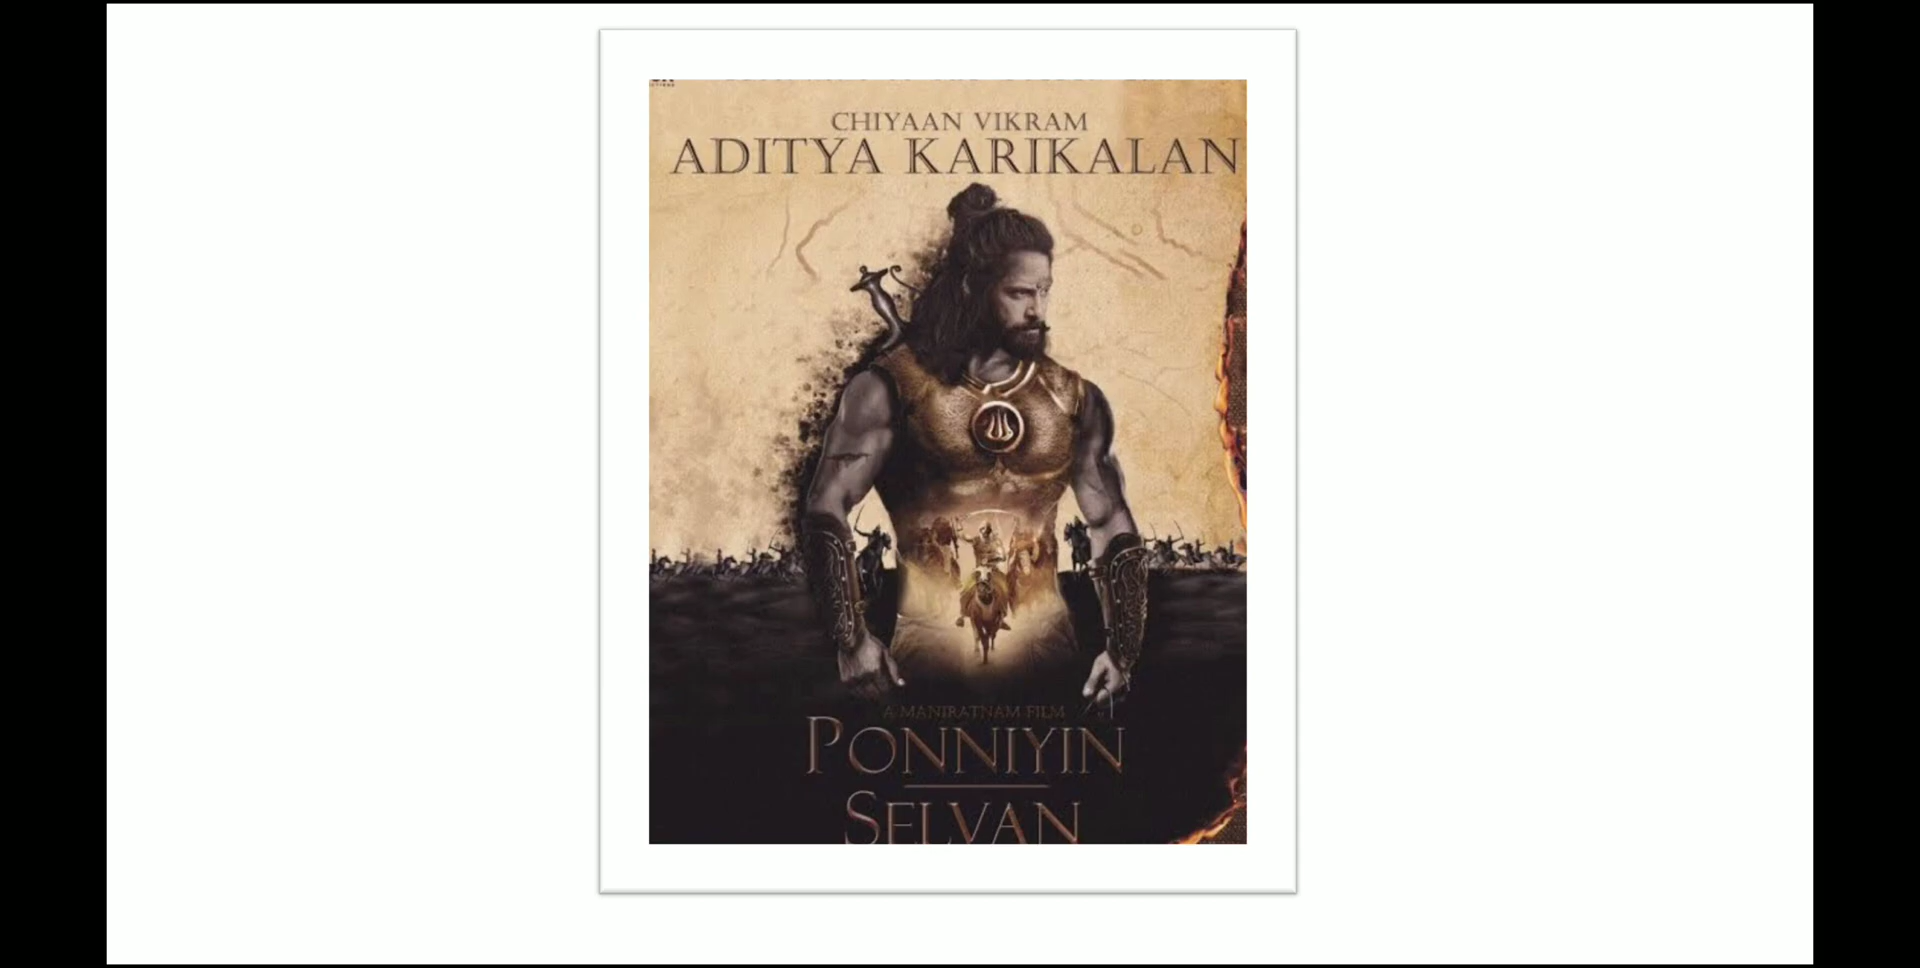 CHIYAAN VIKRAM
ADITYA KARIKALAN
A MANIRATNAM FILM
PONNIYIN
SELVAN